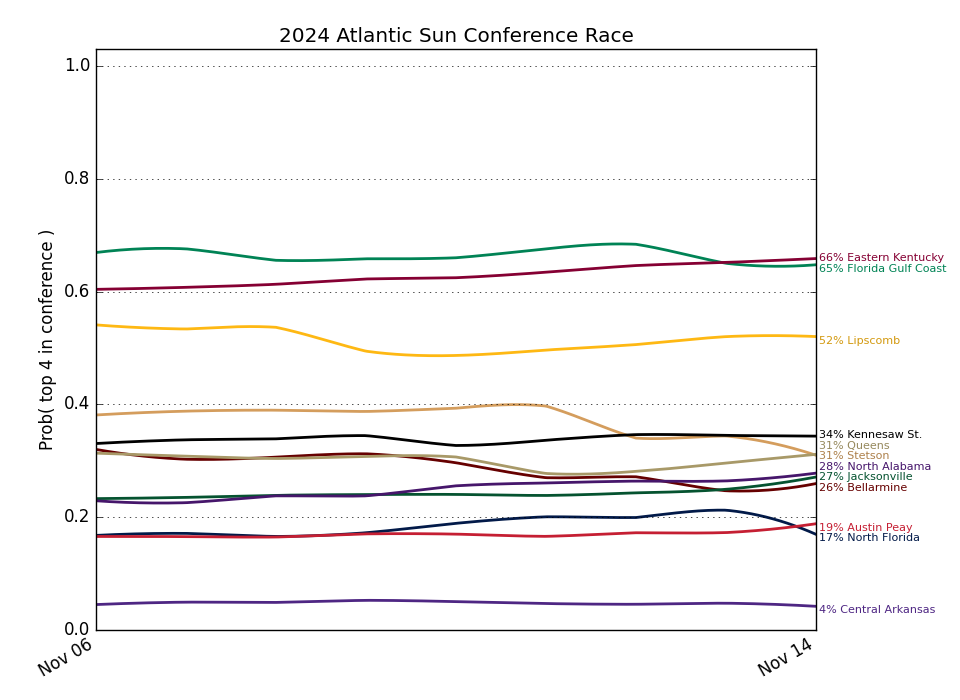 2024 Atlantic Sun Conference Race
Prob( top 4 in conference )
1.0
0.8
0.6
0.4
0.2
0.0
Nov 06
Nov 14
66% Eastern Kentucky
65% Florida Gulf Coast
52% Lipscomb
34% Kennesaw St.
31% Queens
31% Stetson
28% North Alabama
27% Jacksonville
26% Bellarmine
19% Austin Peay
17% North Florida
4% Central Arkansas